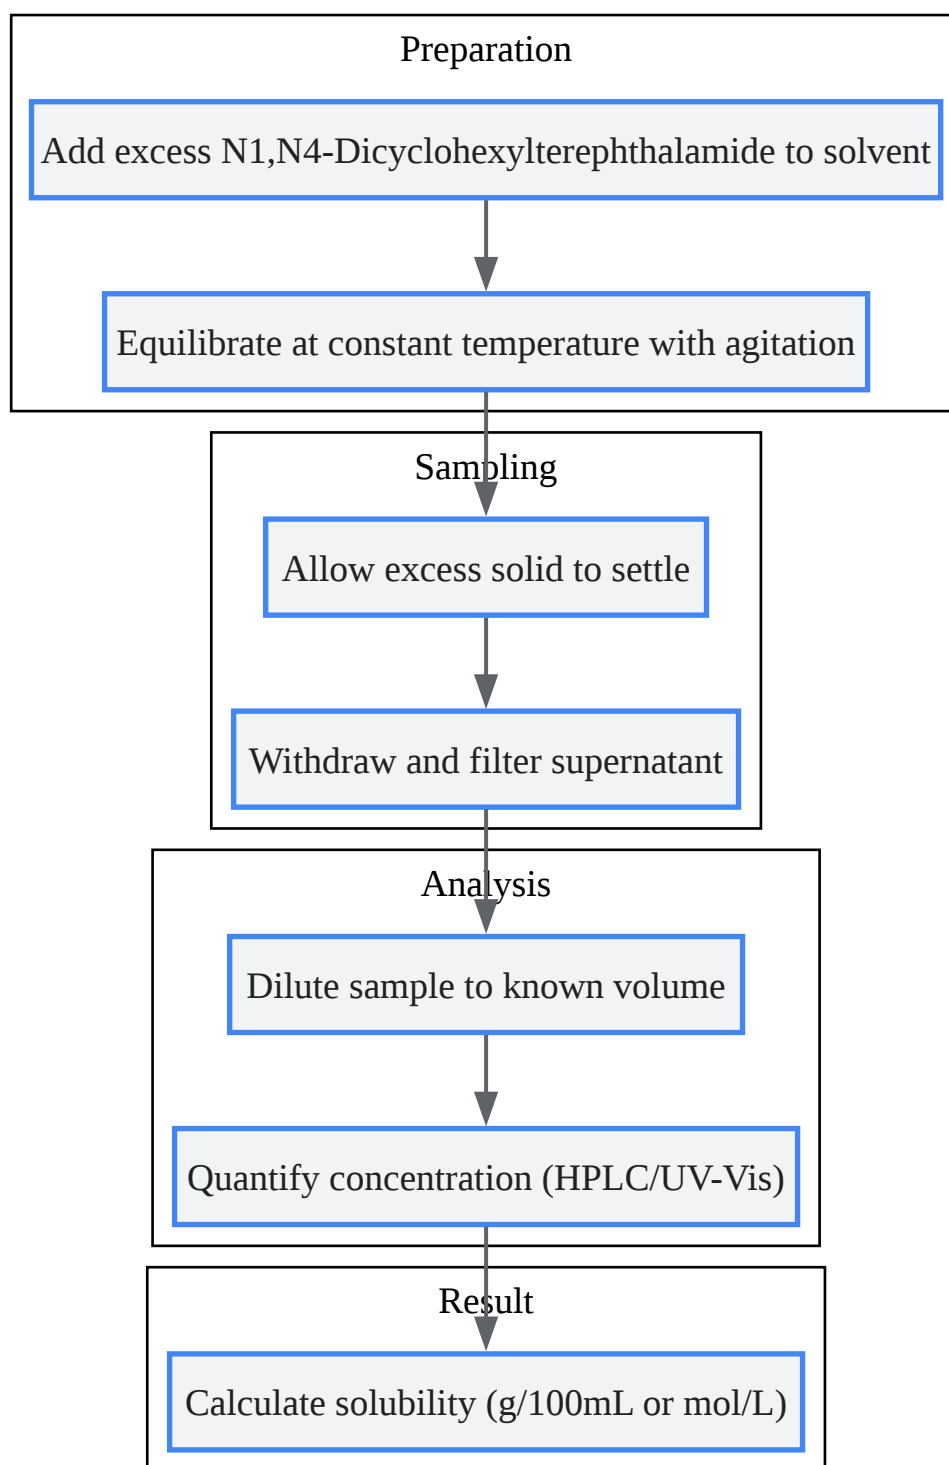 Preparation
Add excess N1,N4-Dicyclohexylterephthalamide to solvent
Equilibrate at constant temperature with agitation
Sampling
Allow excess solid to settle
Withdraw and filter supernatant
Analysis
Dilute sample to known volume
Quantify concentration (HPLC/UV-Vis)
Result
Calculate solubility (g/100mL or mol/L)